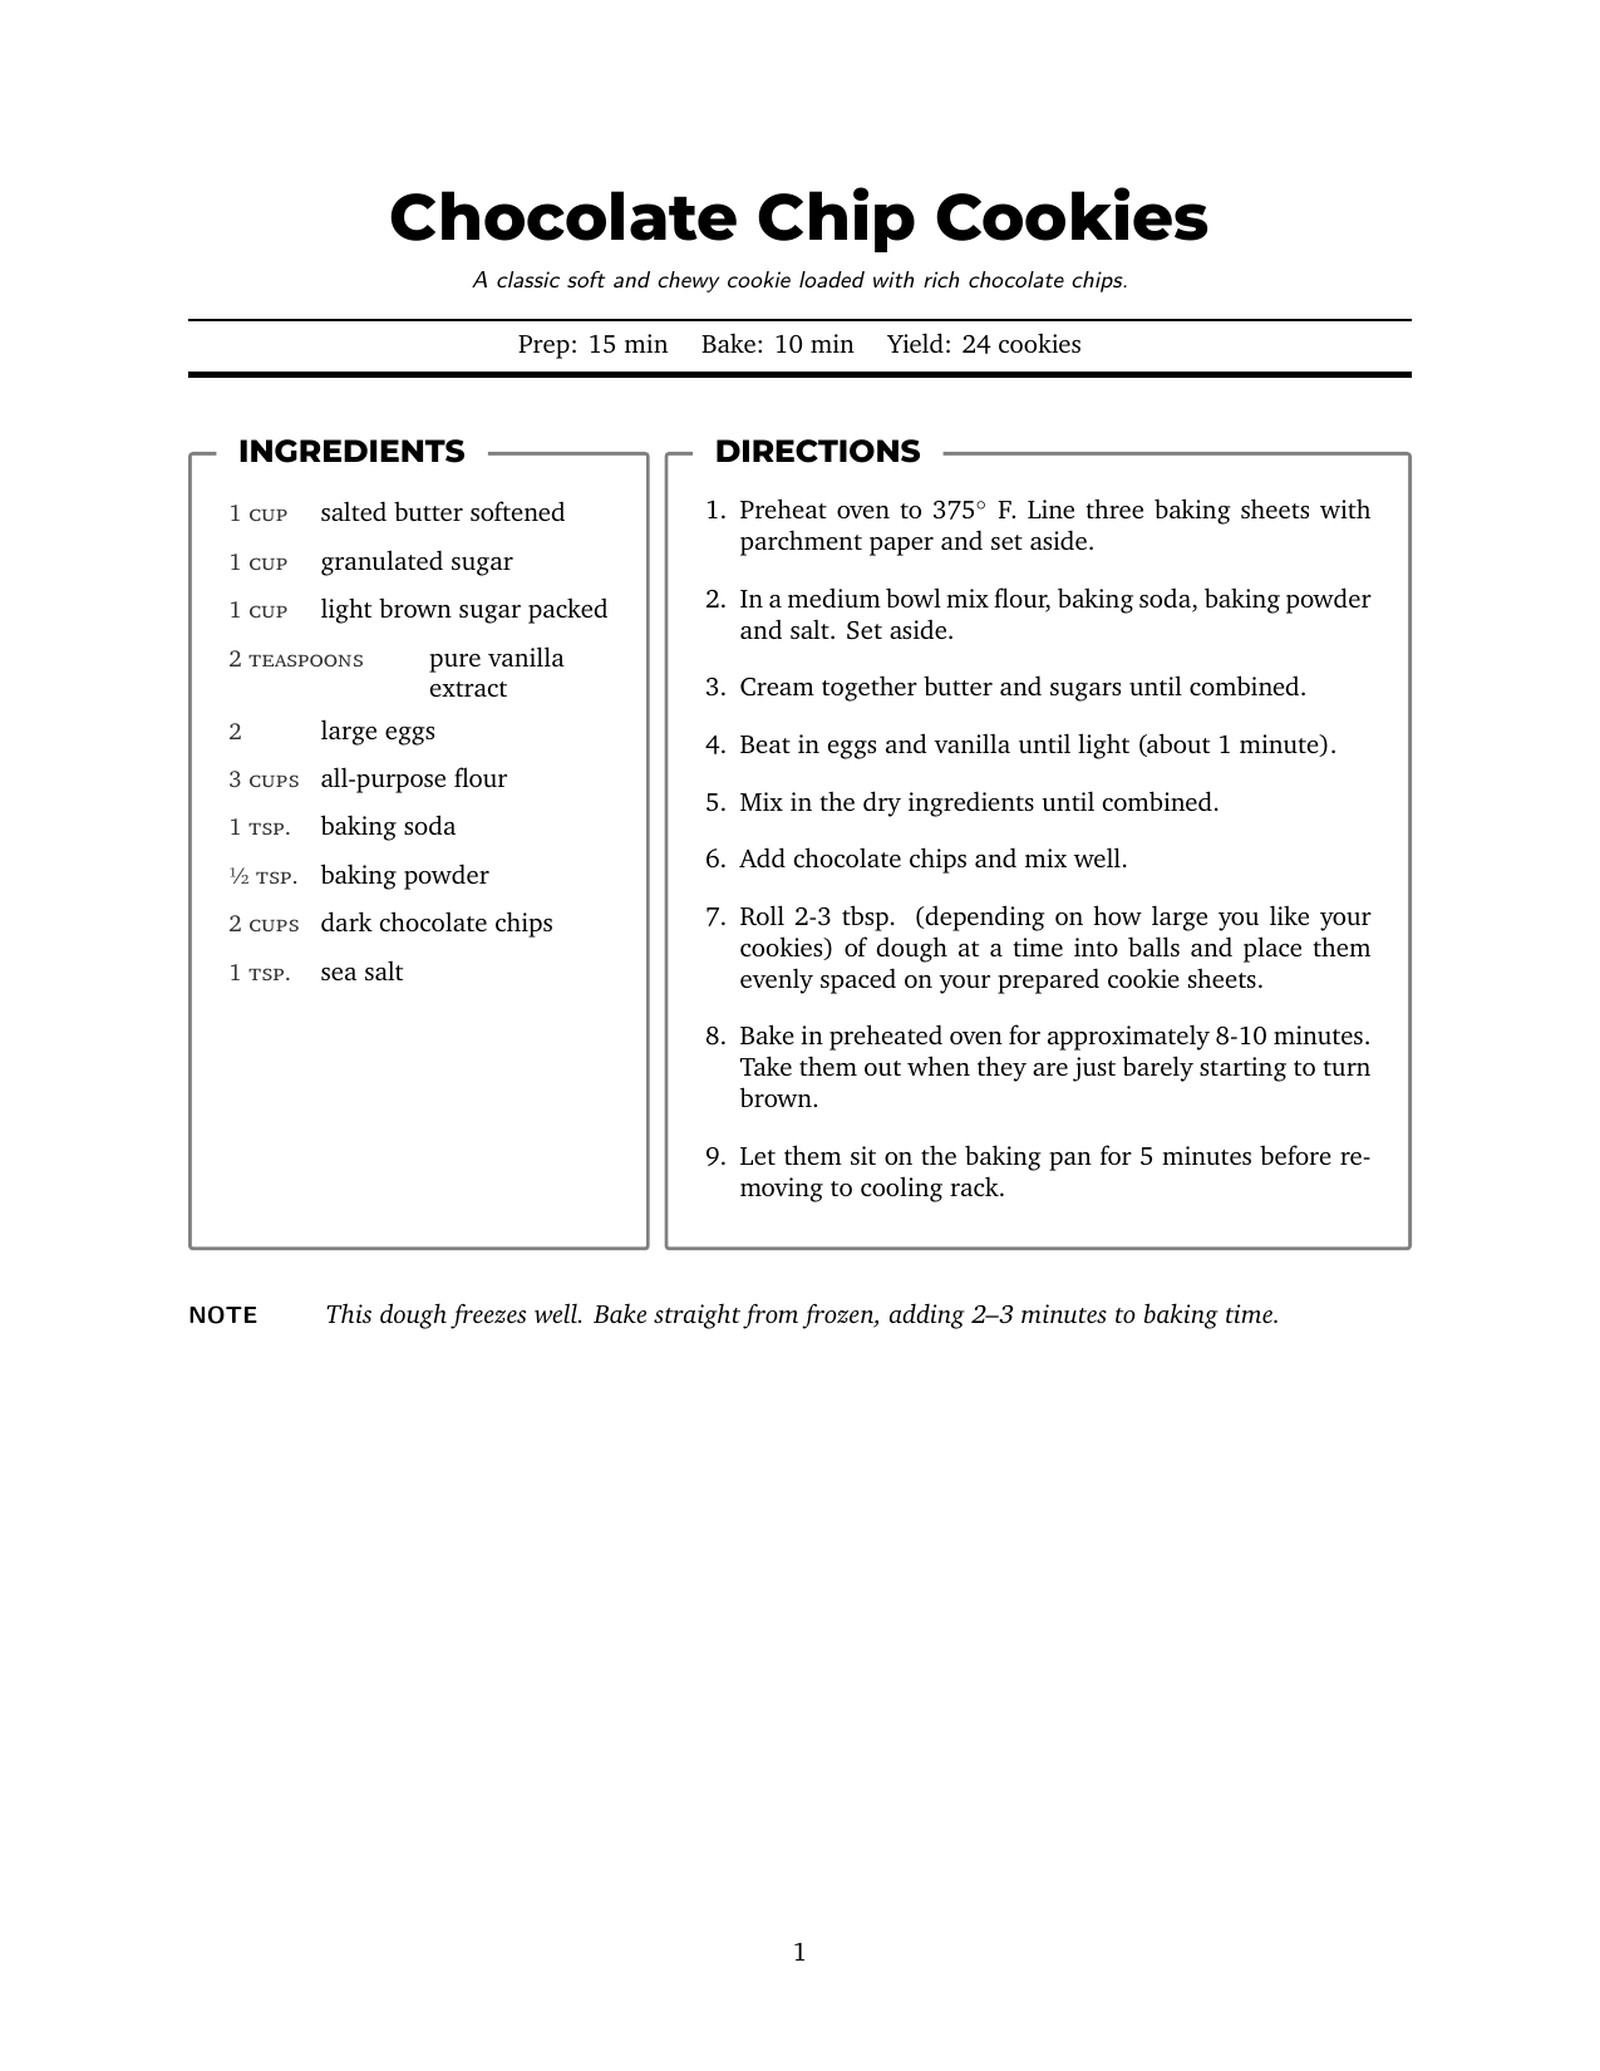 Chocolate Chip Cookies
A classic soft and chewy cookie loaded with rich chocolate chips.
Prep: 15 min Bake: 10 min Yield: 24 cookies
INGREDIENTS
1 CUP salted butter softened
1 CUP granulated sugar
1 CUP light brown sugar packed
2 TEASPOONS pure vanilla
extract
2 large eggs
3 CUPS all-purpose flour
1 TSP. baking soda
½ TSP. baking powder
2 CUPS dark chocolate chips
1 TSP. sea salt
DIRECTIONS
1. Preheat oven to 375° F. Line three baking sheets with
parchment paper and set aside.
2. In a medium bowl mix flour, baking soda, baking powder
and salt. Set aside.
3. Cream together butter and sugars until combined.
4. Beat in eggs and vanilla until light (about 1 minute).
5. Mix in the dry ingredients until combined.
6. Add chocolate chips and mix well.
7. Roll 2-3 tbsp. (depending on how large you like your
cookies) of dough at a time into balls and place them
evenly spaced on your prepared cookie sheets.
8. Bake in preheated oven for approximately 8-10 minutes.
Take them out when they are just barely starting to turn
brown.
9. Let them sit on the baking pan for 5 minutes before re-
moving to cooling rack.
NOTE This dough freezes well. Bake straight from frozen, adding 2–3 minutes to baking time.
1